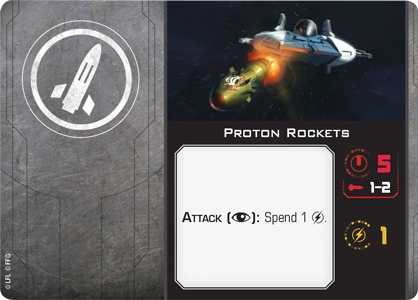 PROTON ROCKETS
5
1-2
ATTACK (): Spend 1 .
1
© LFL © FFG